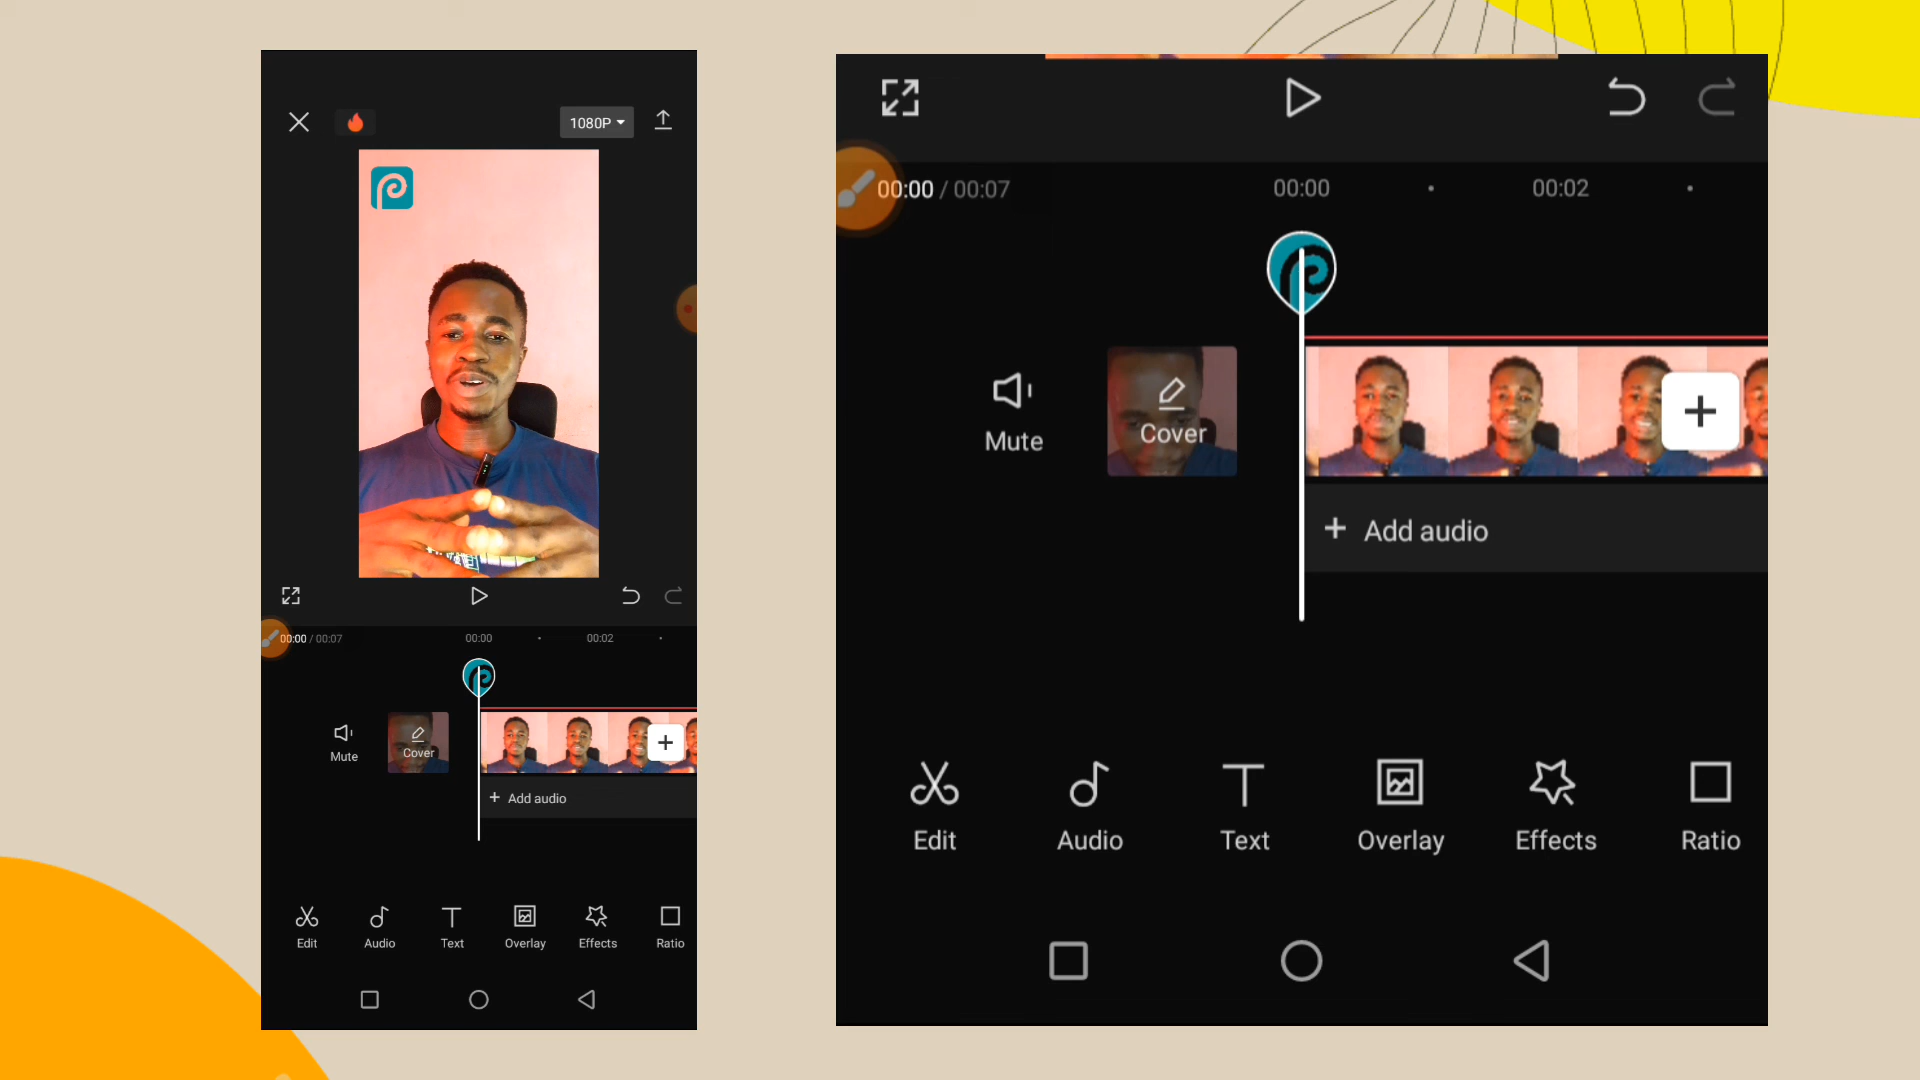 1080P
00:00 / 00:07
00:00
00:02
Mute
Cover
+ Add audio
Edit
Audio
Text
Overlay
Effects
Ratio
00:00 / 00:07
00:00
00:02
Mute
Cover
+ Add audio
Edit
Audio
Text
Overlay
Effects
Ratio